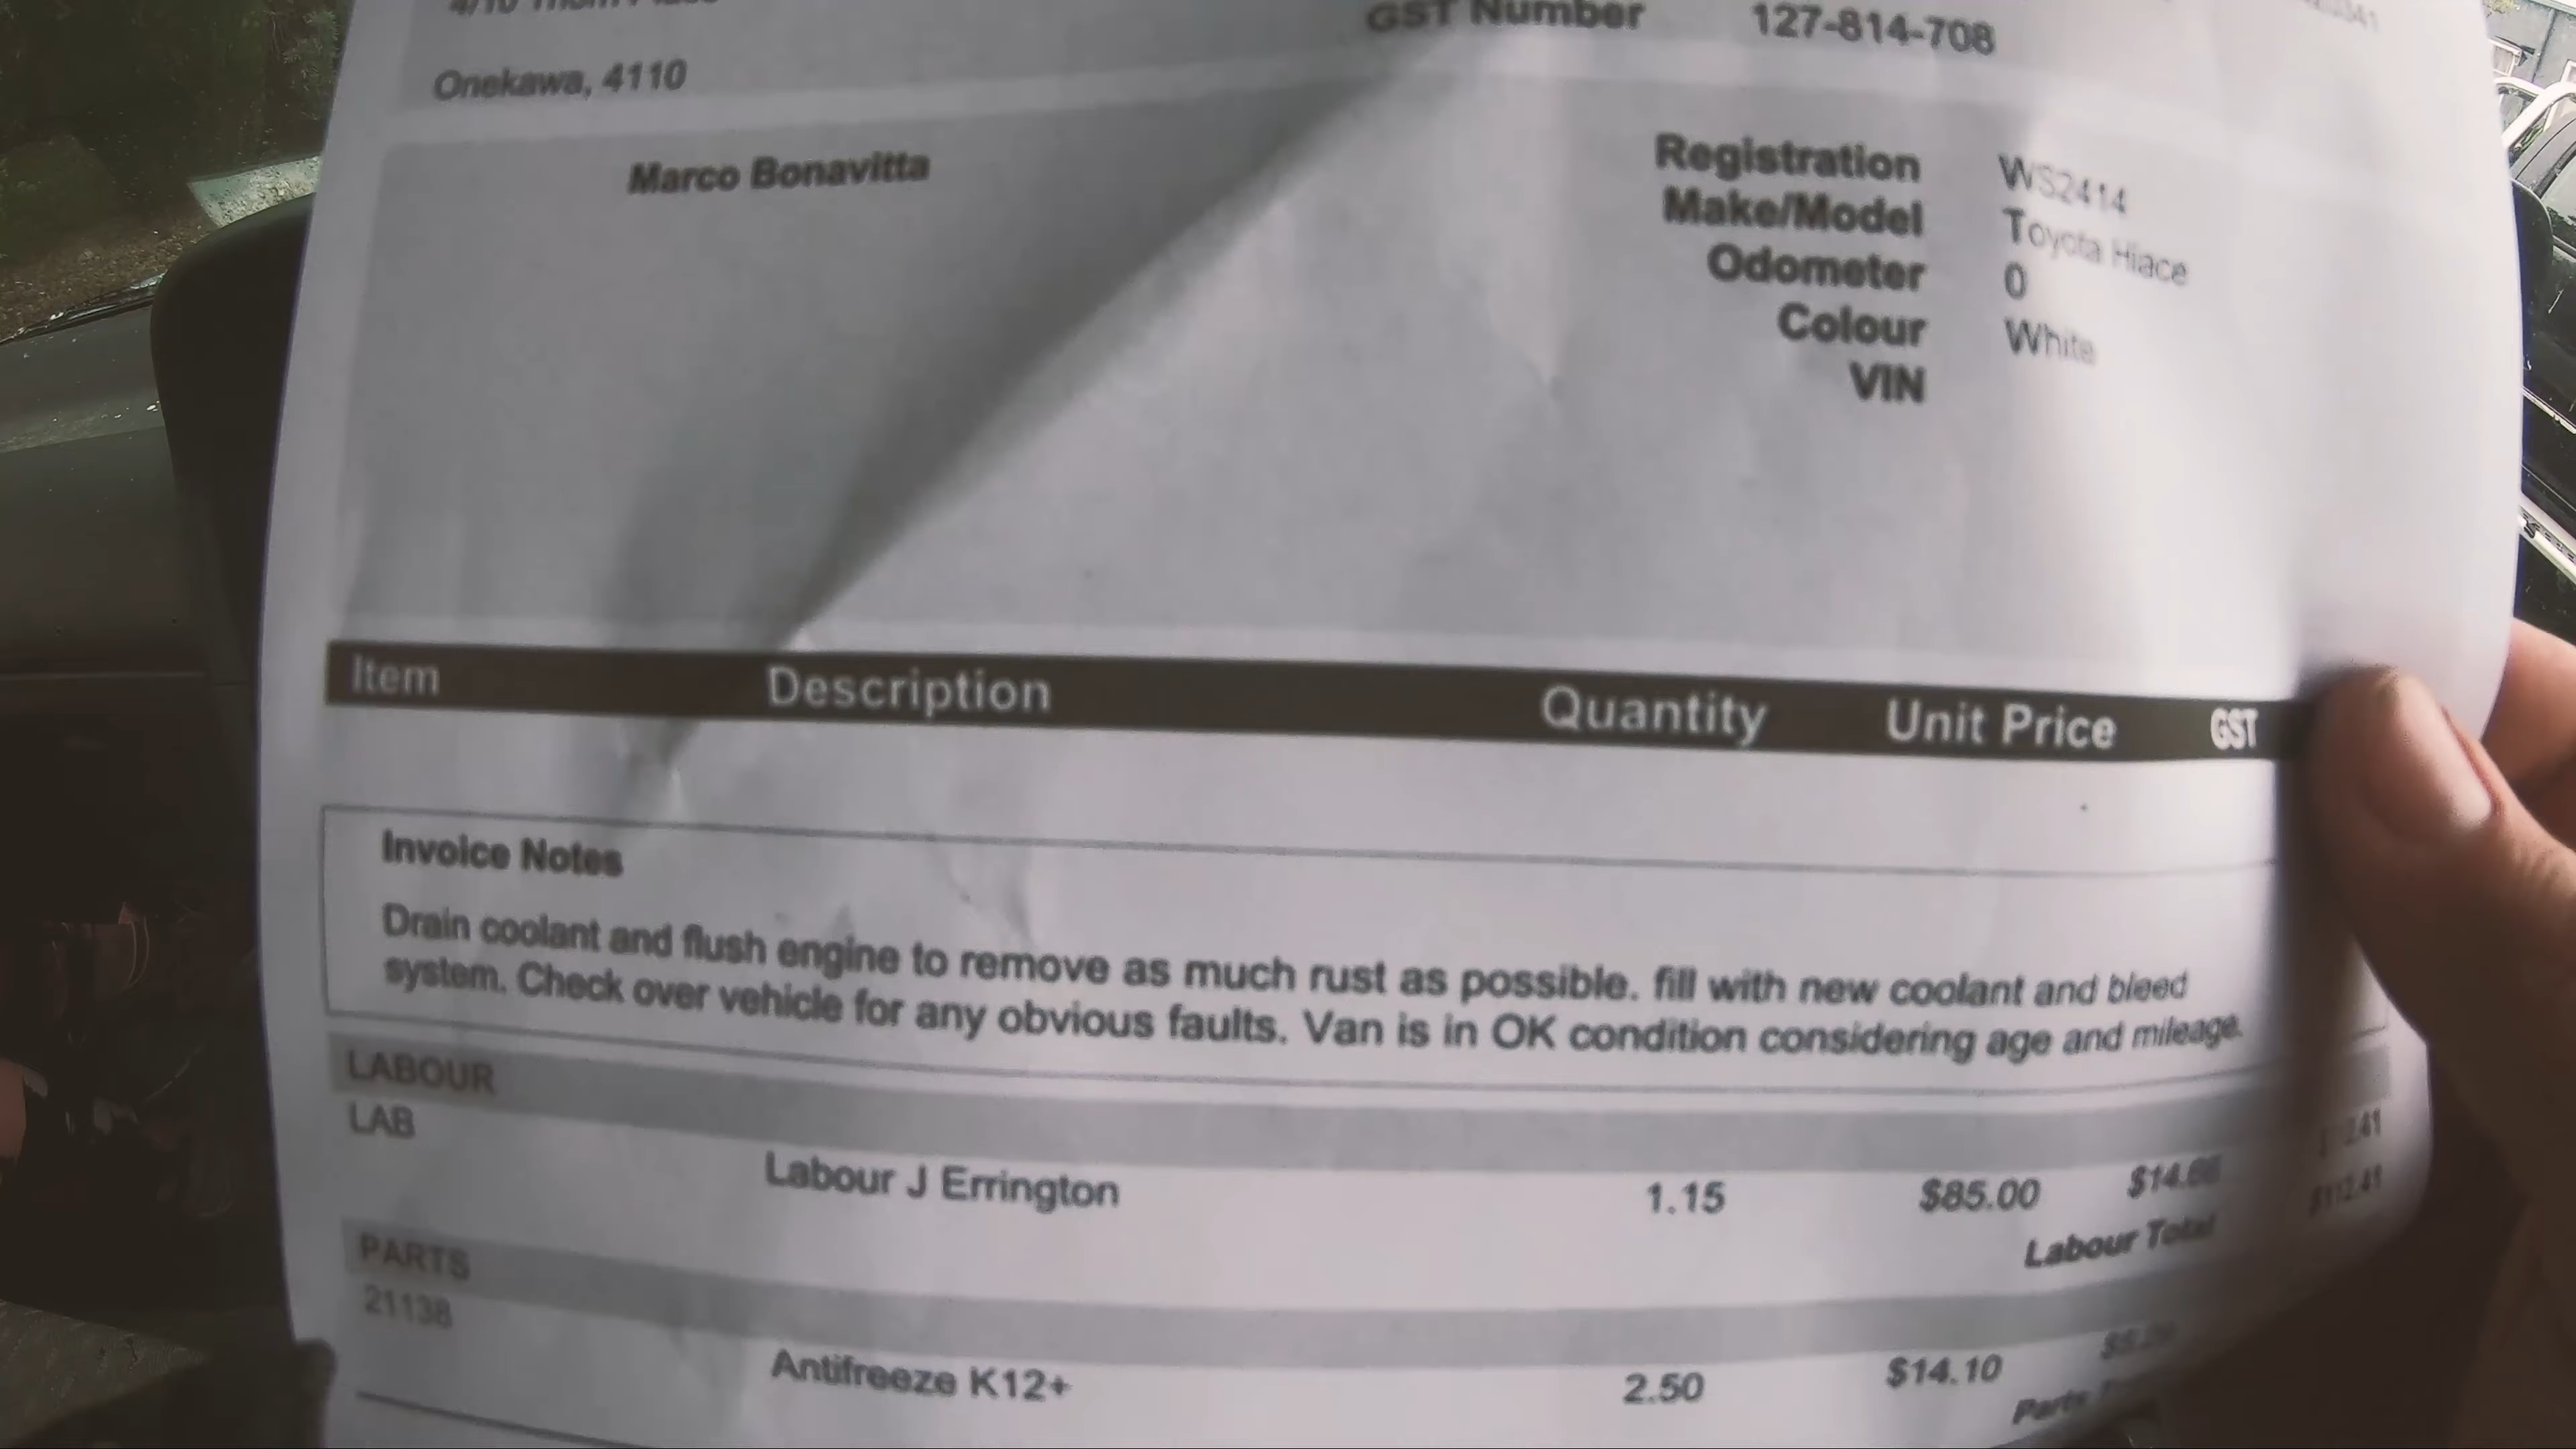 Onekawa, 4110
GST Number 127-814-708
Marco Bonavitta
Registration WS2414
Make/Model Toyota Hiace
Odometer 0
Colour White
VIN
Item Description Quantity Unit Price GST
Invoice Notes
Drain coolant and flush engine to remove as much rust as possible. fill with new coolant and bleed
system. Check over vehicle for any obvious faults. Van is in OK condition considering age and mileage.
LABOUR
LAB
Labour J Errington 1.15 $85.00
Labour Total $112.41
PARTS
21138
Antifreeze K12+ 2.50 $14.10
Parts